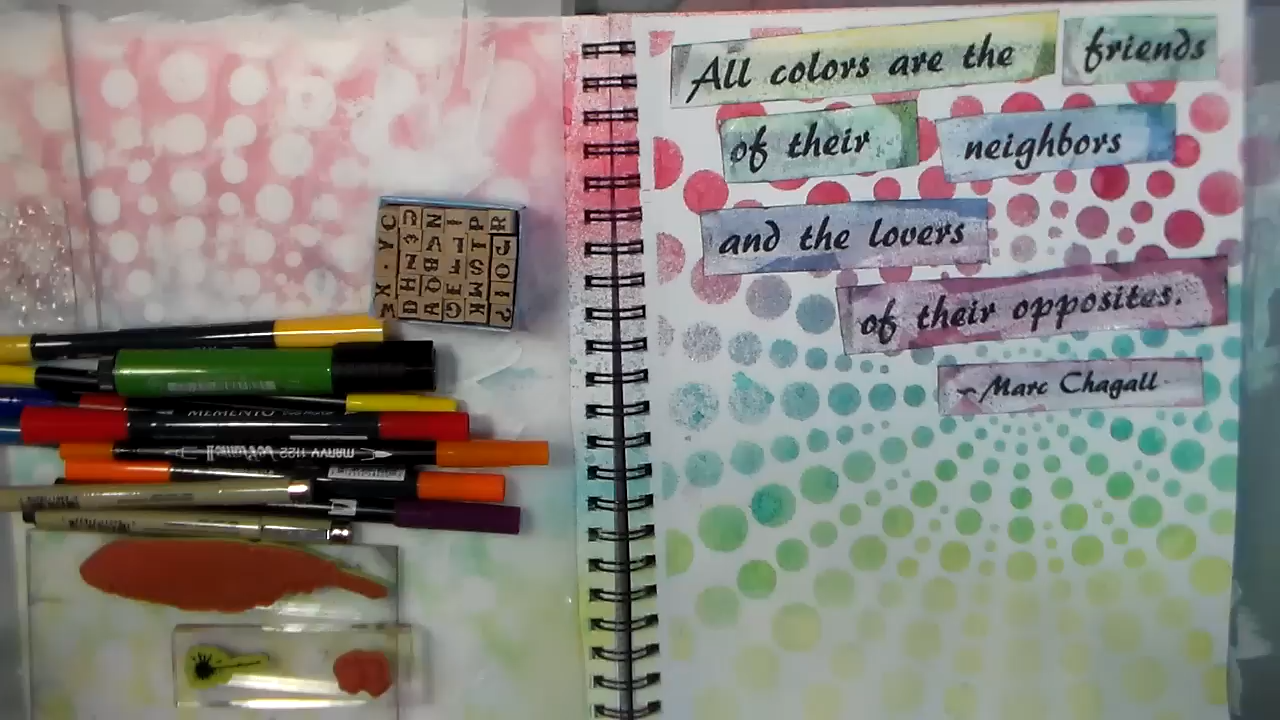 All colors are the friends
of their neighbors
and the lovers
of their opposites.
~Marc Chagall
MEMENTO